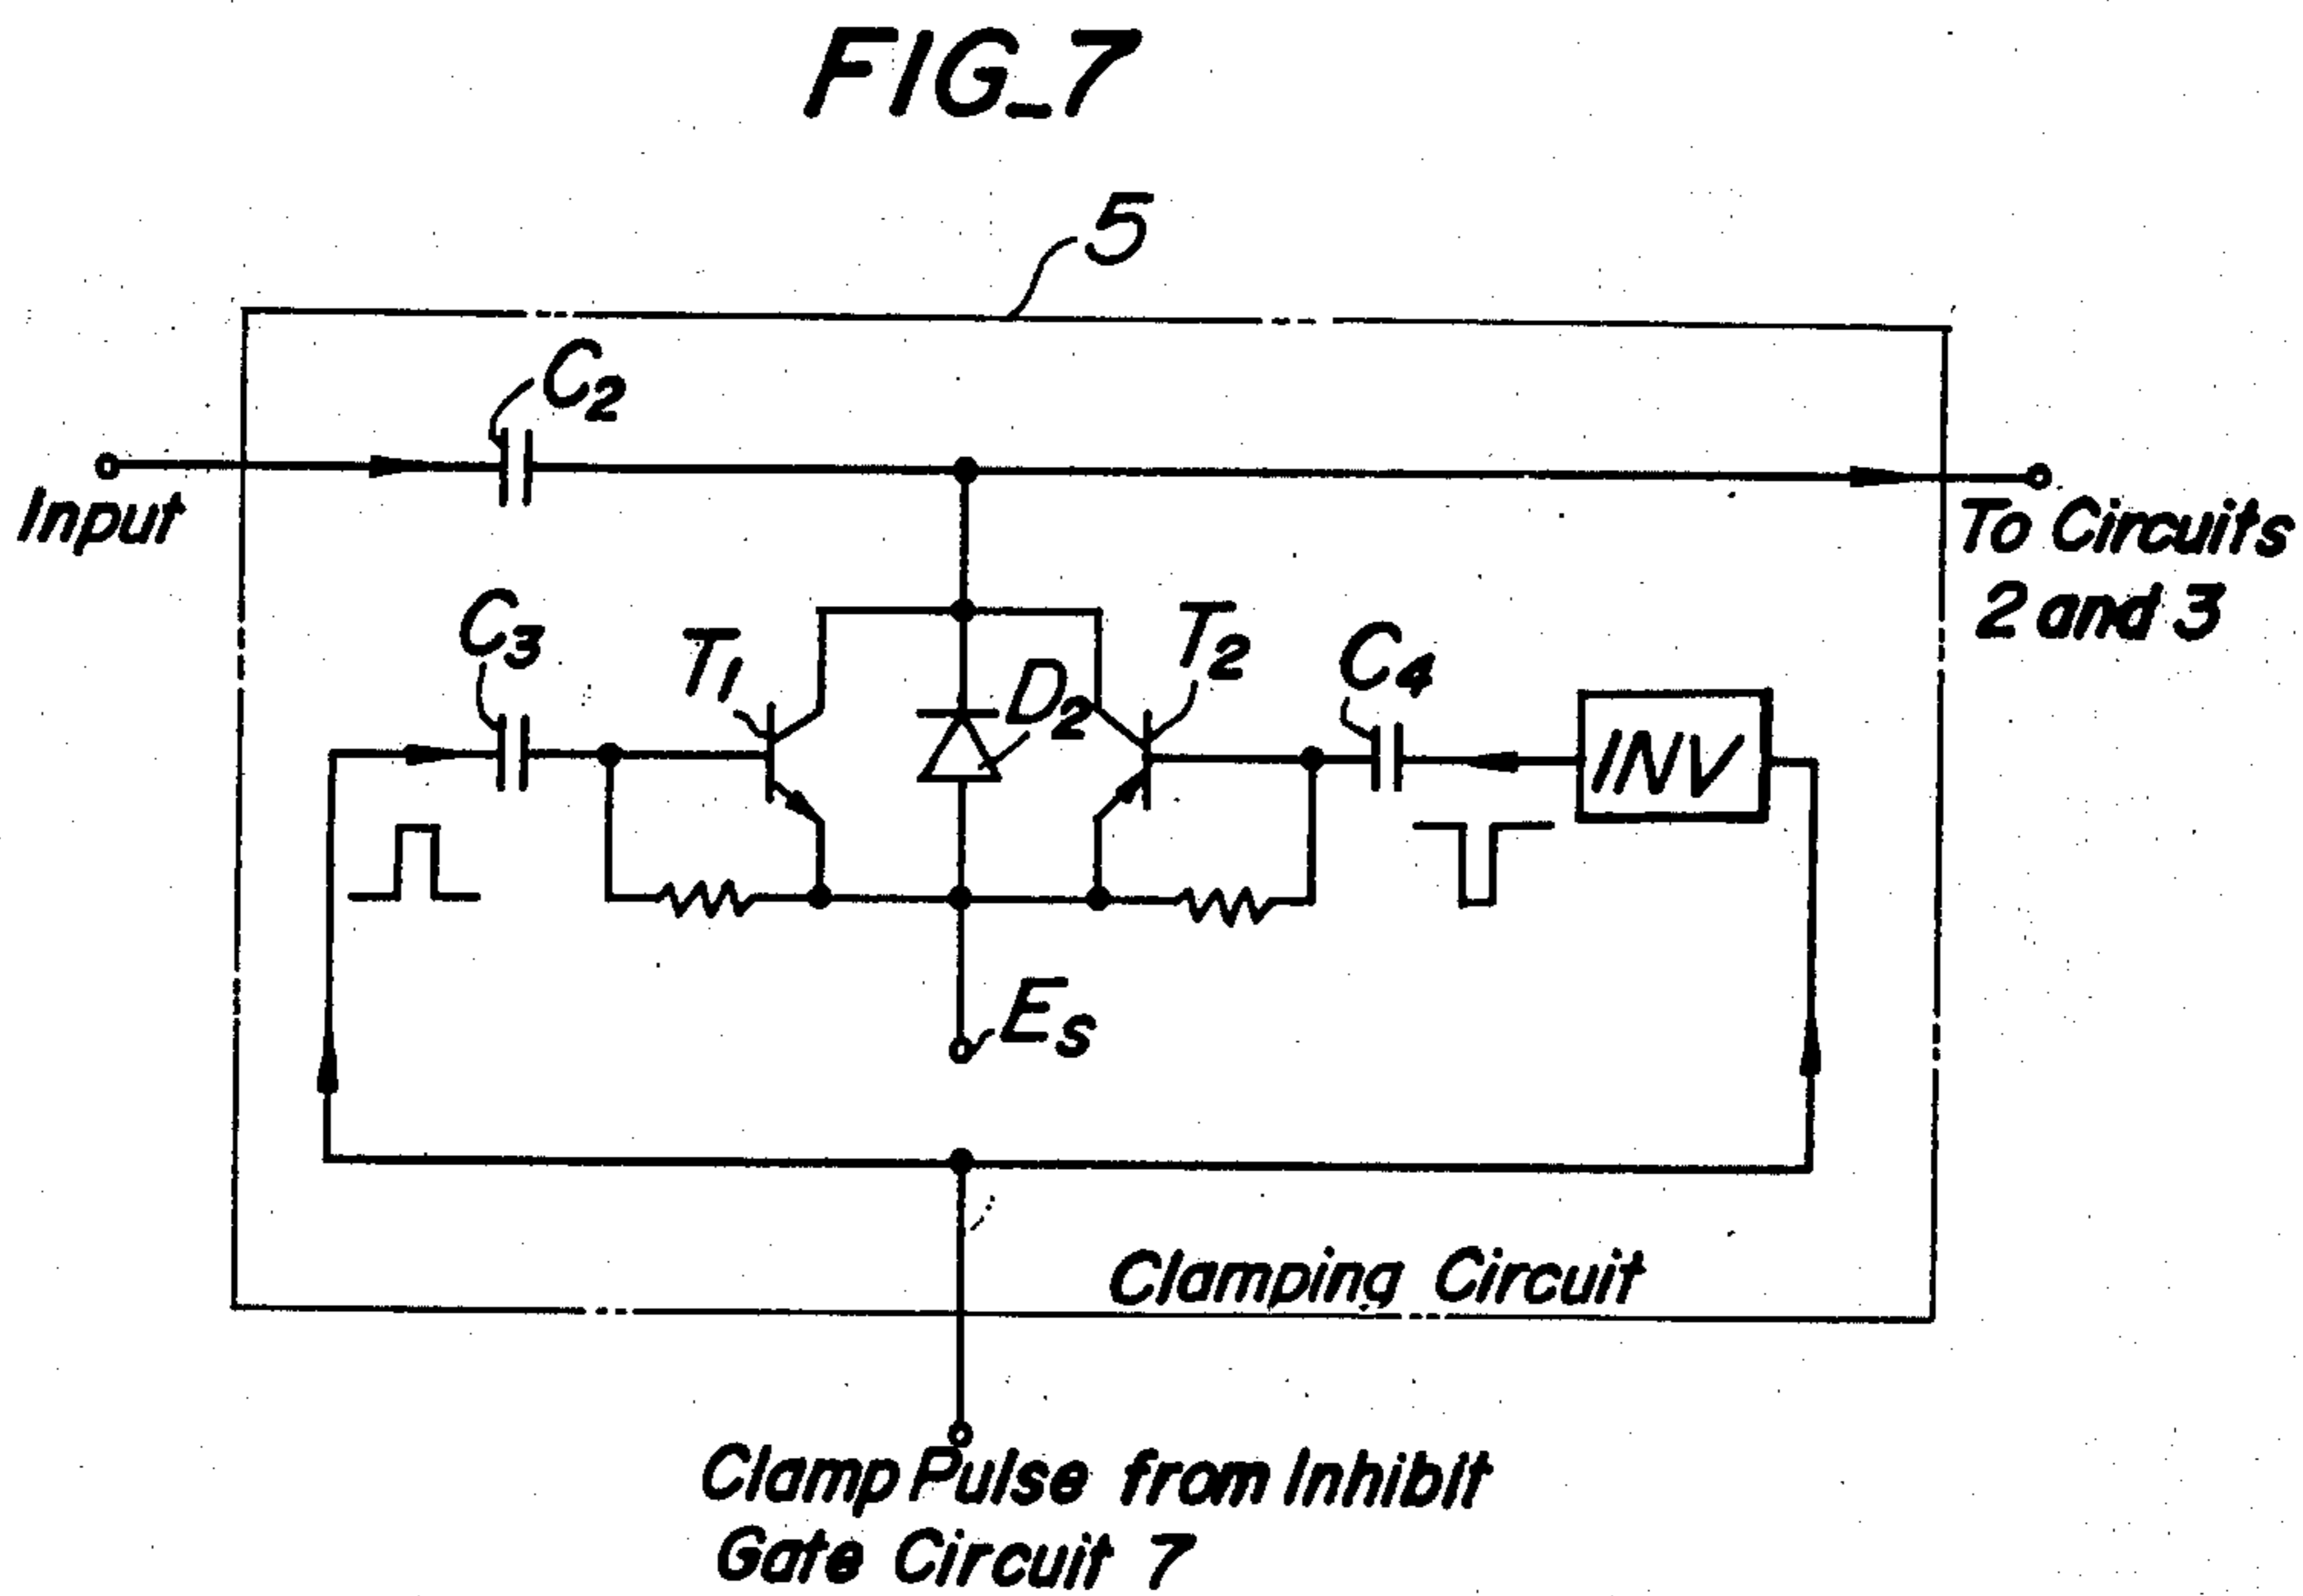 FIG_7
5
C2
Input
To Circuits
2 and 3
C3
T1
D2
T2
C4
INV
Es
Clamping Circuit
Clamp Pulse from Inhibit
Gate Circuit 7